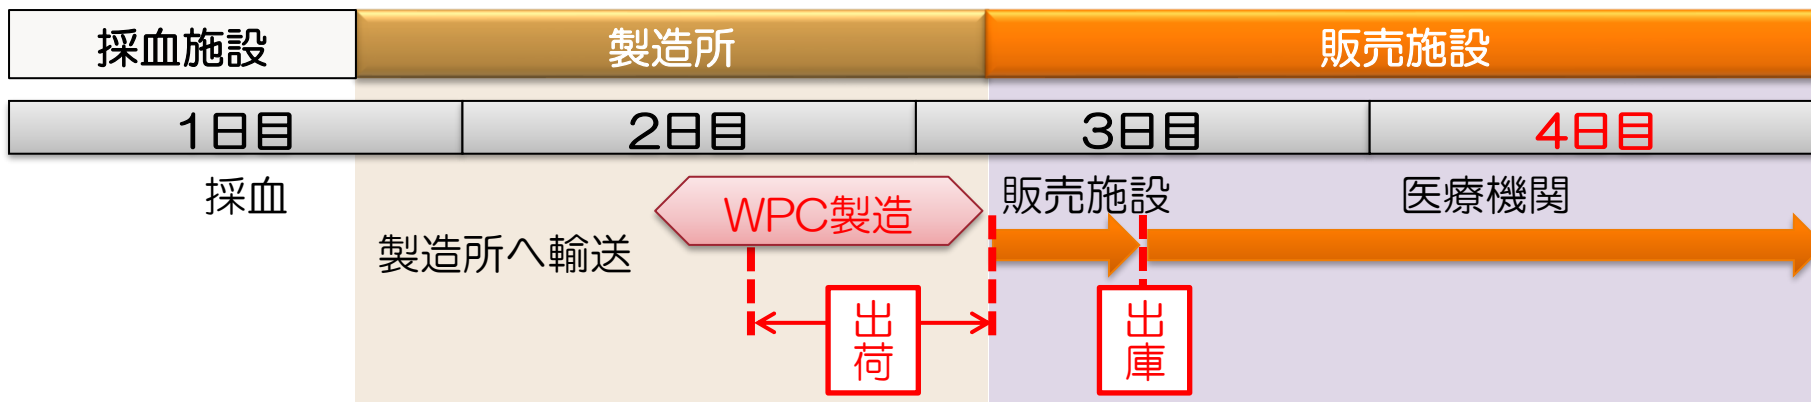 採血施設 製造所 販売施設
1日目 2日目 3日目 4日目
採血 WPC製造 販売施設 医療機関
製造所へ輸送
出荷 出庫